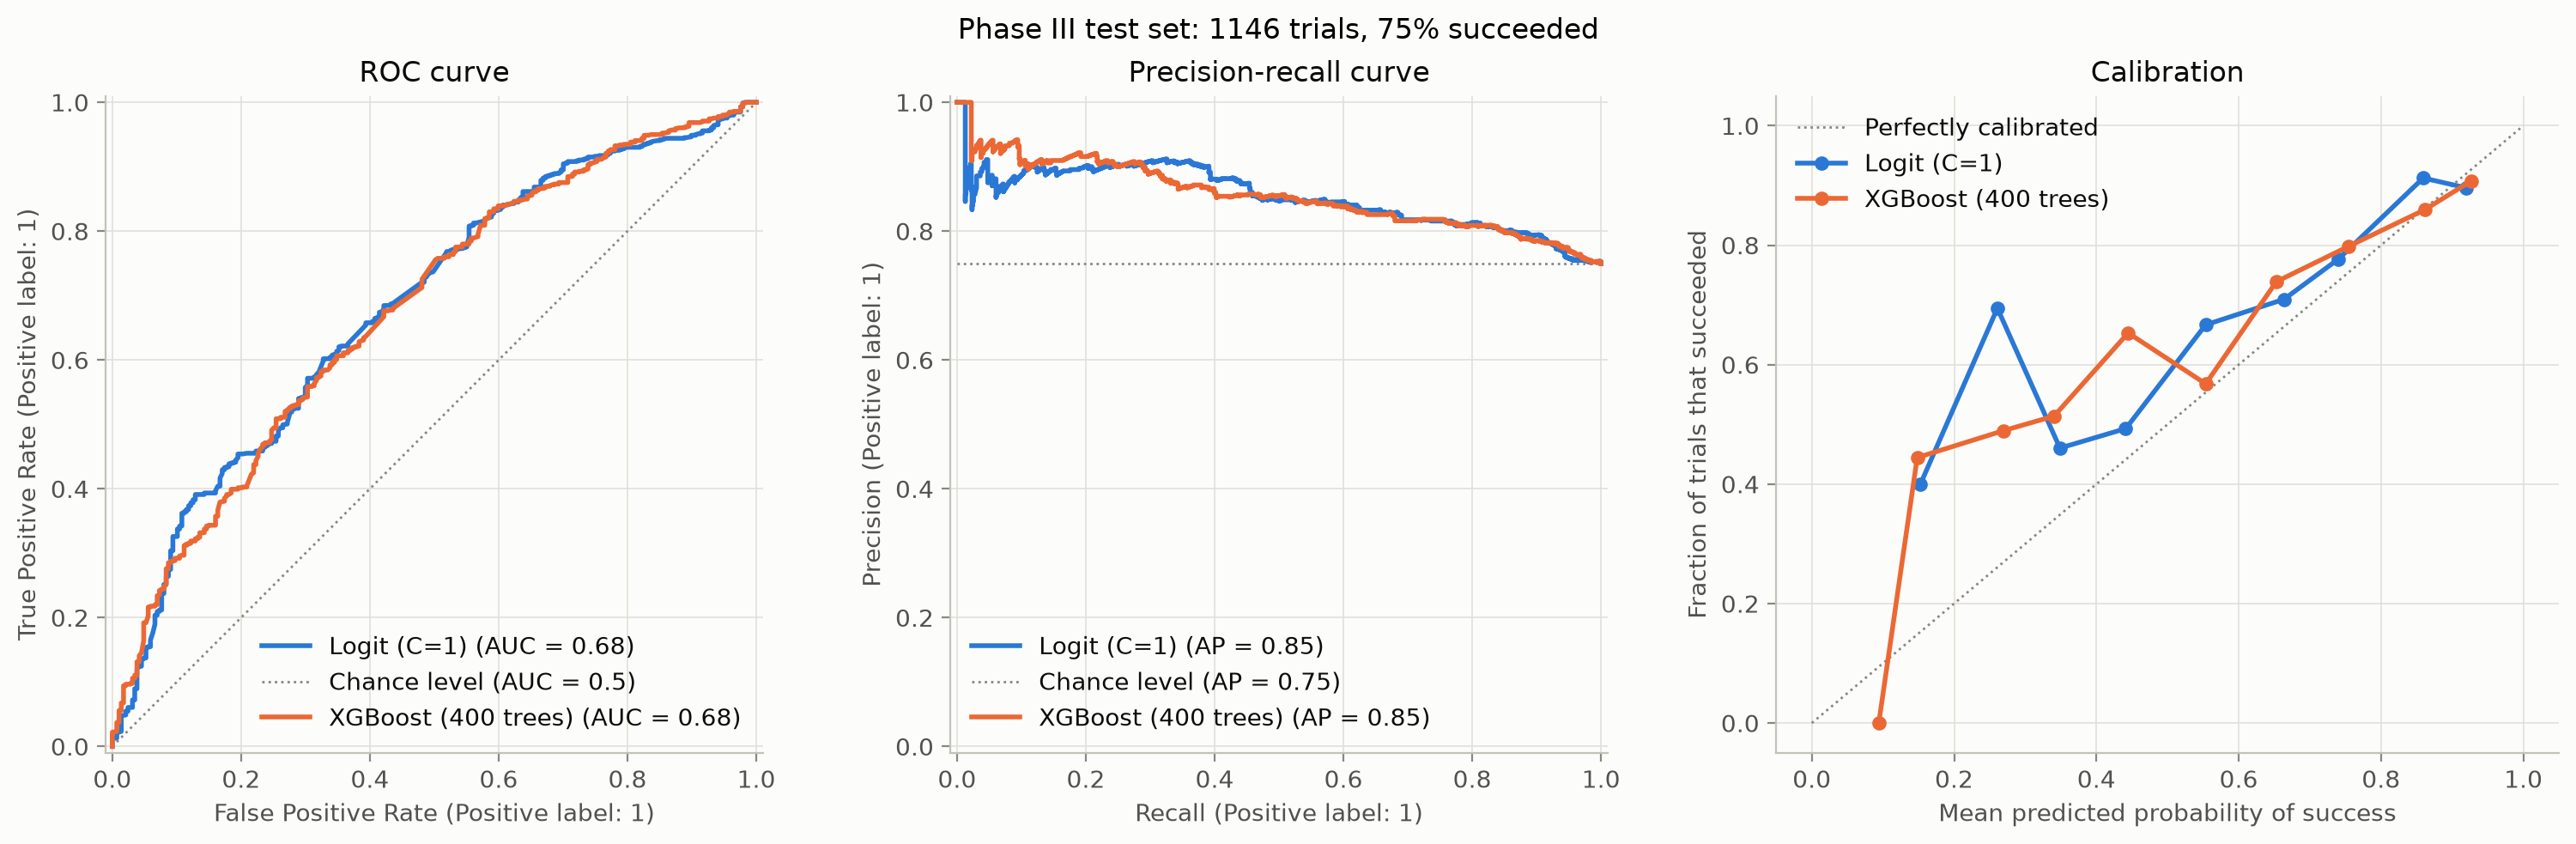 Phase III test set: 1146 trials, 75% succeeded
ROC curve
True Positive Rate (Positive label: 1)
1.0
0.8
0.6
0.4
0.2
0.0
Logit (C=1) (AUC = 0.68)
Chance level (AUC = 0.5)
XGBoost (400 trees) (AUC = 0.68)
0.0 0.2 0.4 0.6 0.8 1.0
False Positive Rate (Positive label: 1)
Precision-recall curve
Precision (Positive label: 1)
1.0
0.8
0.6
0.4
0.2
0.0
Logit (C=1) (AP = 0.85)
Chance level (AP = 0.75)
XGBoost (400 trees) (AP = 0.85)
0.0 0.2 0.4 0.6 0.8 1.0
Recall (Positive label: 1)
Calibration
Fraction of trials that succeeded
1.0
0.8
0.6
0.4
0.2
0.0
Perfectly calibrated
Logit (C=1)
XGBoost (400 trees)
0.0 0.2 0.4 0.6 0.8 1.0
Mean predicted probability of success